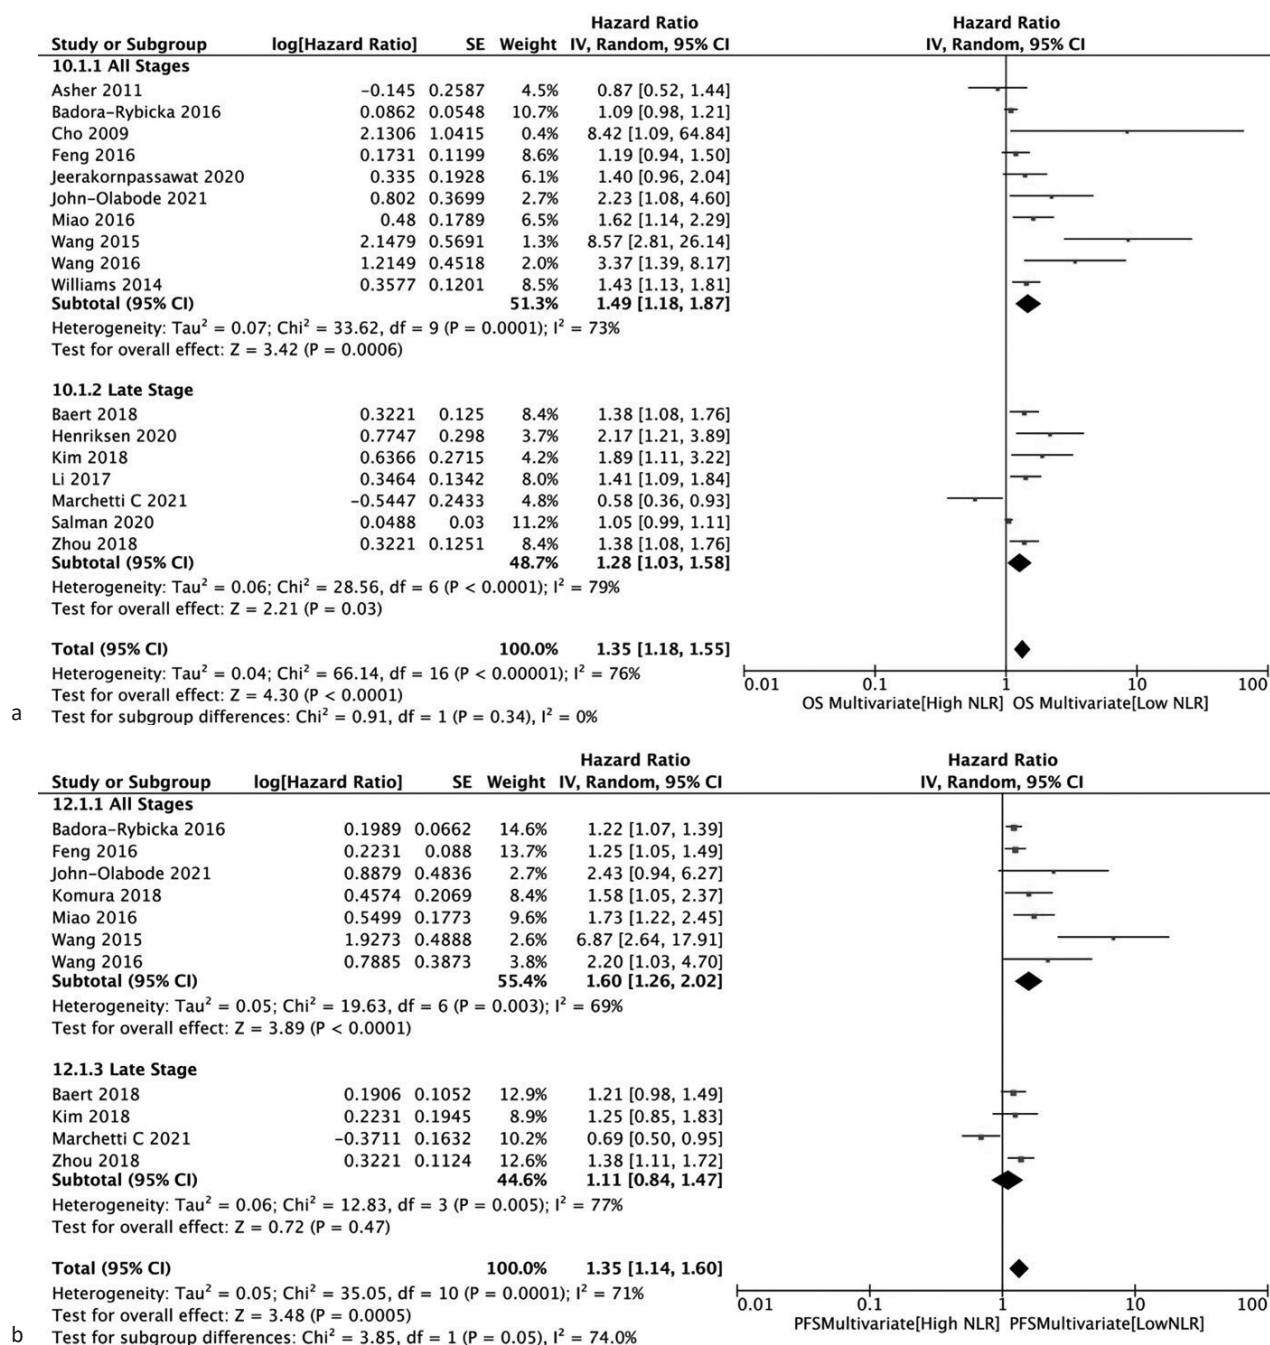 Hazard Ratio Hazard Ratio
Study or Subgroup log[Hazard Ratio] SE Weight IV, Random, 95% CI IV, Random, 95% CI
10.1.1 All Stages
Asher 2011 −0.145 0.2587 4.5% 0.87 [0.52, 1.44]
Badora–Rybicka 2016 0.0862 0.0548 10.7% 1.09 [0.98, 1.21]
Cho 2009 2.1306 1.0415 0.4% 8.42 [1.09, 64.84]
Feng 2016 0.1731 0.1199 8.6% 1.19 [0.94, 1.50]
Jeerakornpassawat 2020 0.335 0.1928 6.1% 1.40 [0.96, 2.04]
John–Olabode 2021 0.802 0.3699 2.7% 2.23 [1.08, 4.60]
Miao 2016 0.48 0.1789 6.5% 1.62 [1.14, 2.29]
Wang 2015 2.1479 0.5691 1.3% 8.57 [2.81, 26.14]
Wang 2016 1.2149 0.4518 2.0% 3.37 [1.39, 8.17]
Williams 2014 0.3577 0.1201 8.5% 1.43 [1.13, 1.81]
Subtotal (95% CI) 51.3% 1.49 [1.18, 1.87]
Heterogeneity: Tau² = 0.07; Chi² = 33.62, df = 9 (P = 0.0001); I² = 73%
Test for overall effect: Z = 3.42 (P = 0.0006)
10.1.2 Late Stage
Baert 2018 0.3221 0.125 8.4% 1.38 [1.08, 1.76]
Henriksen 2020 0.7747 0.298 3.7% 2.17 [1.21, 3.89]
Kim 2018 0.6366 0.2715 4.2% 1.89 [1.11, 3.22]
Li 2017 0.3464 0.1342 8.0% 1.41 [1.09, 1.84]
Marchetti C 2021 −0.5447 0.2433 4.8% 0.58 [0.36, 0.93]
Salman 2020 0.0488 0.03 11.2% 1.05 [0.99, 1.11]
Zhou 2018 0.3221 0.1251 8.4% 1.38 [1.08, 1.76]
Subtotal (95% CI) 48.7% 1.28 [1.03, 1.58]
Heterogeneity: Tau² = 0.06; Chi² = 28.56, df = 6 (P < 0.0001); I² = 79%
Test for overall effect: Z = 2.21 (P = 0.03)
Total (95% CI) 100.0% 1.35 [1.18, 1.55]
Heterogeneity: Tau² = 0.04; Chi² = 66.14, df = 16 (P < 0.00001); I² = 76%
Test for overall effect: Z = 4.30 (P < 0.0001)
Test for subgroup differences: Chi² = 0.91, df = 1 (P = 0.34), I² = 0%
0.01 0.1 1 10 100
OS Multivariate[High NLR] OS Multivariate[Low NLR]
a
Hazard Ratio Hazard Ratio
Study or Subgroup log[Hazard Ratio] SE Weight IV, Random, 95% CI IV, Random, 95% CI
12.1.1 All Stages
Badora–Rybicka 2016 0.1989 0.0662 14.6% 1.22 [1.07, 1.39]
Feng 2016 0.2231 0.088 13.7% 1.25 [1.05, 1.49]
John–Olabode 2021 0.8879 0.4836 2.7% 2.43 [0.94, 6.27]
Komura 2018 0.4574 0.2069 8.4% 1.58 [1.05, 2.37]
Miao 2016 0.5499 0.1773 9.6% 1.73 [1.22, 2.45]
Wang 2015 1.9273 0.4888 2.6% 6.87 [2.64, 17.91]
Wang 2016 0.7885 0.3873 3.8% 2.20 [1.03, 4.70]
Subtotal (95% CI) 55.4% 1.60 [1.26, 2.02]
Heterogeneity: Tau² = 0.05; Chi² = 19.63, df = 6 (P = 0.003); I² = 69%
Test for overall effect: Z = 3.89 (P < 0.0001)
12.1.3 Late Stage
Baert 2018 0.1906 0.1052 12.9% 1.21 [0.98, 1.49]
Kim 2018 0.2231 0.1945 8.9% 1.25 [0.85, 1.83]
Marchetti C 2021 −0.3711 0.1632 10.2% 0.69 [0.50, 0.95]
Zhou 2018 0.3221 0.1124 12.6% 1.38 [1.11, 1.72]
Subtotal (95% CI) 44.6% 1.11 [0.84, 1.47]
Heterogeneity: Tau² = 0.06; Chi² = 12.83, df = 3 (P = 0.005); I² = 77%
Test for overall effect: Z = 0.72 (P = 0.47)
Total (95% CI) 100.0% 1.35 [1.14, 1.60]
Heterogeneity: Tau² = 0.05; Chi² = 35.05, df = 10 (P = 0.0001); I² = 71%
Test for overall effect: Z = 3.48 (P = 0.0005)
Test for subgroup differences: Chi² = 3.85, df = 1 (P = 0.05), I² = 74.0%
0.01 0.1 1 10 100
PFSMultivariate[High NLR] PFSMultivariate[LowNLR]
b